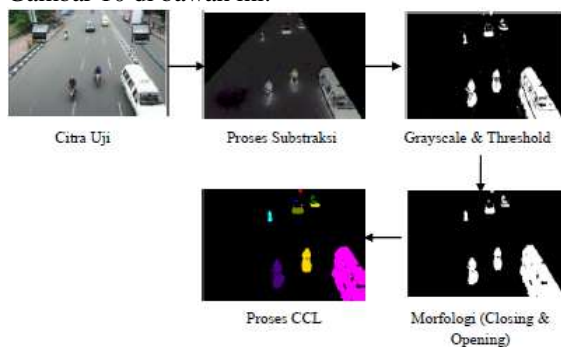 Gambar 10 di bawah ini:
Citra Uji
Proses Substraksi
Grayscale & Threshold
Proses CCL
Morfologi (Closing &
Opening)